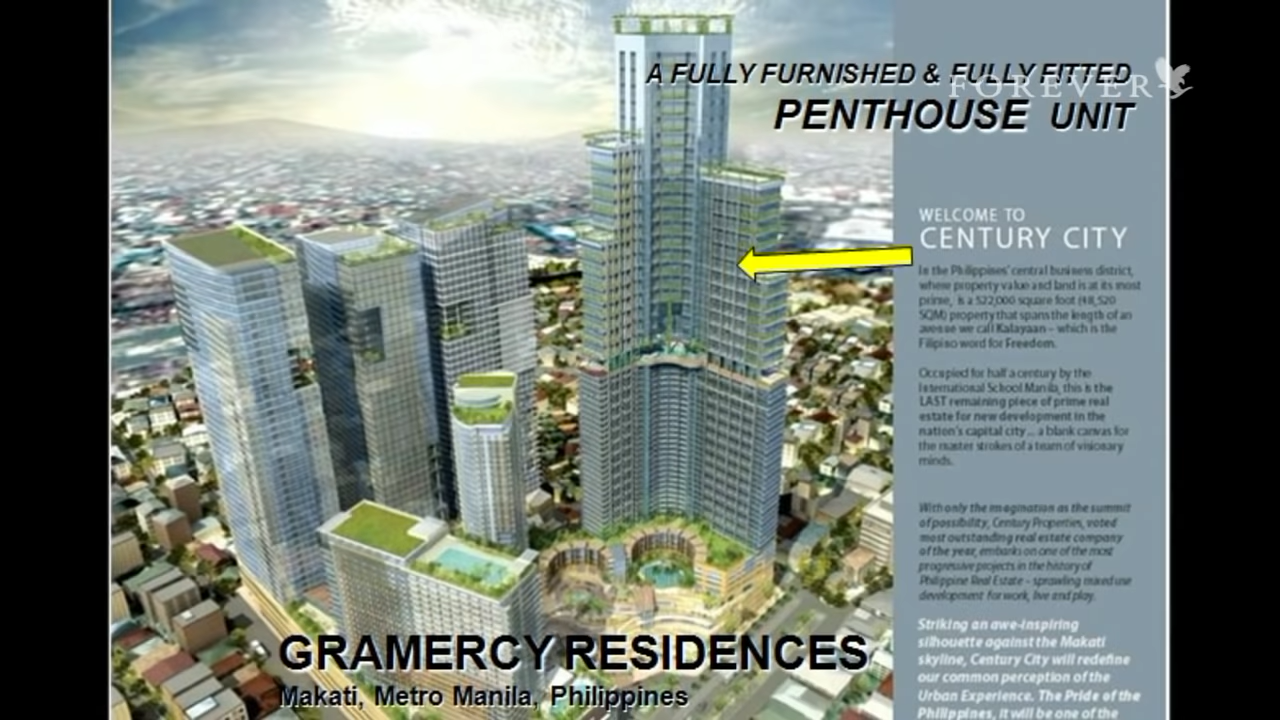 A FULLY FURNISHED & FULLY FITTED
FOREVER
PENTHOUSE UNIT
WELCOME TO
CENTURY CITY
In the Philippines' central business district,
where property value and land is at its most
prime, is a 522,000 square foot (48,520
SQM) property that spans the length of an
avenue we call Kalayaan – which is the
Filipino word for Freedom.
Occupied for half a century by the
International School Manila, this is the
LAST remaining piece of prime real
estate for new development in the
nation's capital city ... a blank canvas for
the master strokes of a team of visionary
minds.
With only the imagination as the summit
of possibility, Century Properties, voted
most outstanding real estate company
of the year, embarks on one of the most
progressive projects in the history of
Philippine Real Estate – sprawling mixed use
development for work, live and play.
Striking an awe-inspiring
silhouette against the Makati
skyline, Century City will redefine
our common perception of the
Urban Experience. The Pride of the
Philippines, it will be one of the
GRAMERCY RESIDENCES
Makati, Metro Manila, Philippines